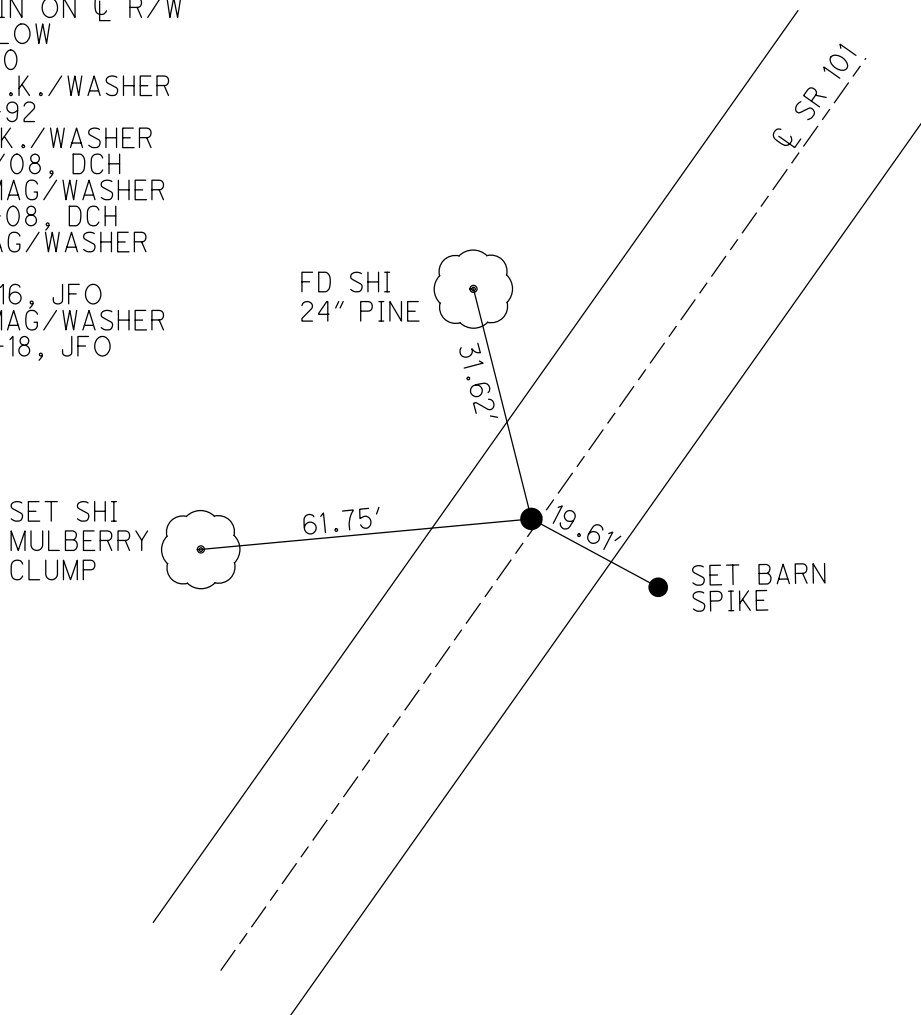 IN ON ℄ R/W
LOW
O
.K./WASHER
-92
K./WASHER
/08, DCH
MAG/WASHER
-08, DCH
AG/WASHER
16, JFO
MAG/WASHER
-18, JFO
℄ SR 101
FD SHI
24" PINE
31.62'
SET SHI
MULBERRY
CLUMP
61.75'
19.61'
SET BARN
SPIKE